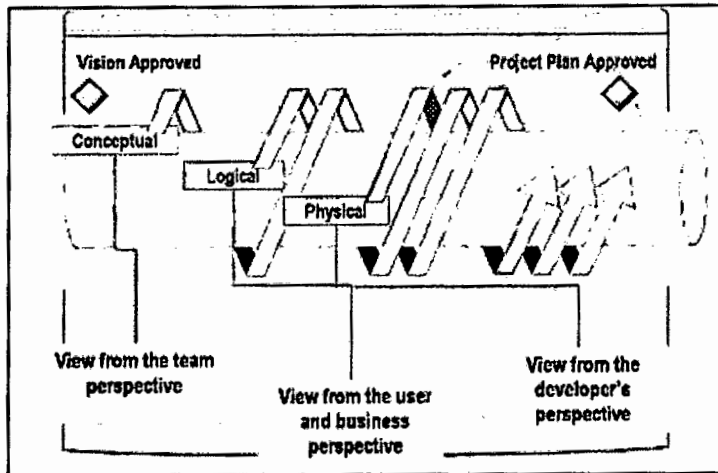 Vision Approved
Project Plan Approved
Conceptual
Logical
Physical
View from the team
perspective
View from the user
and business
perspective
View from the
developer's
perspective